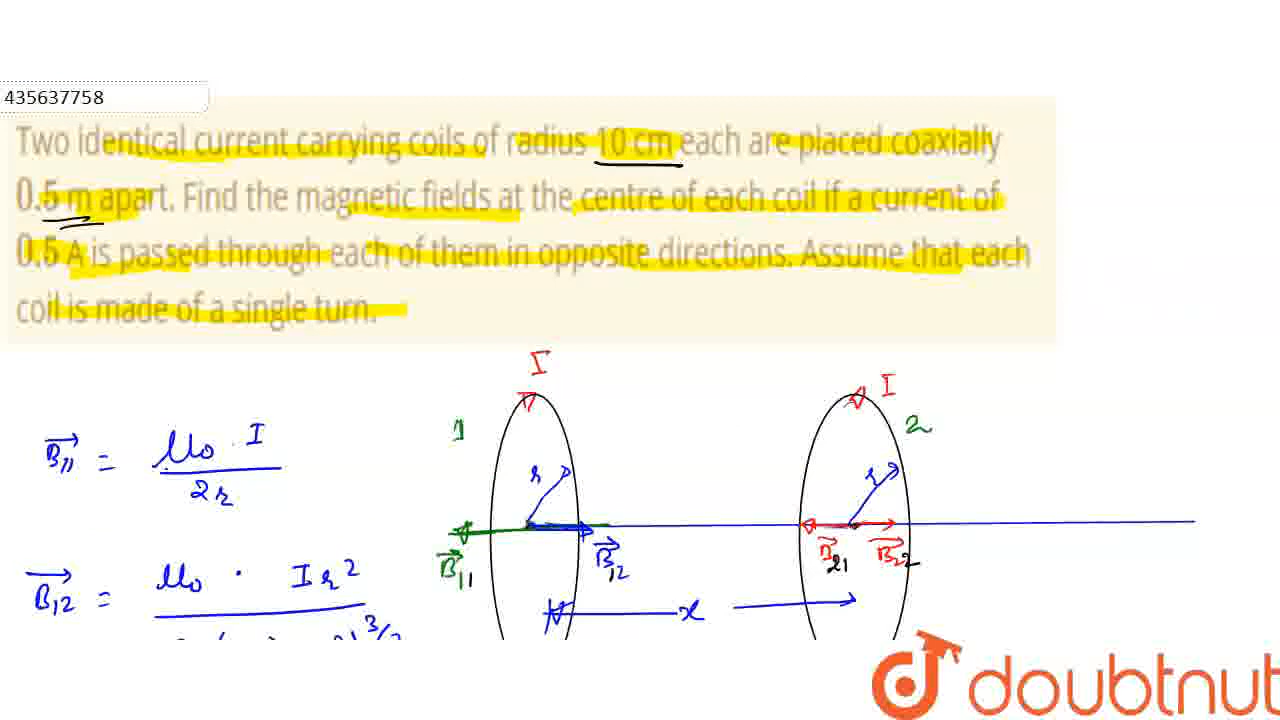 435637758
Two identical current carrying coils of radius 10 cm each are placed coaxially
0.5 m apart. Find the magnetic fields at the centre of each coil if a current of
0.5 A is passed through each of them in opposite directions. Assume that each
coil is made of a single turn.
I
I
1
2
B₁₁ = μ₀ · I
2r
r
r
B₁₁
B₁₂
B₂₁
B₂₂
B₁₂ = μ₀ · I r²
x
doubtnut